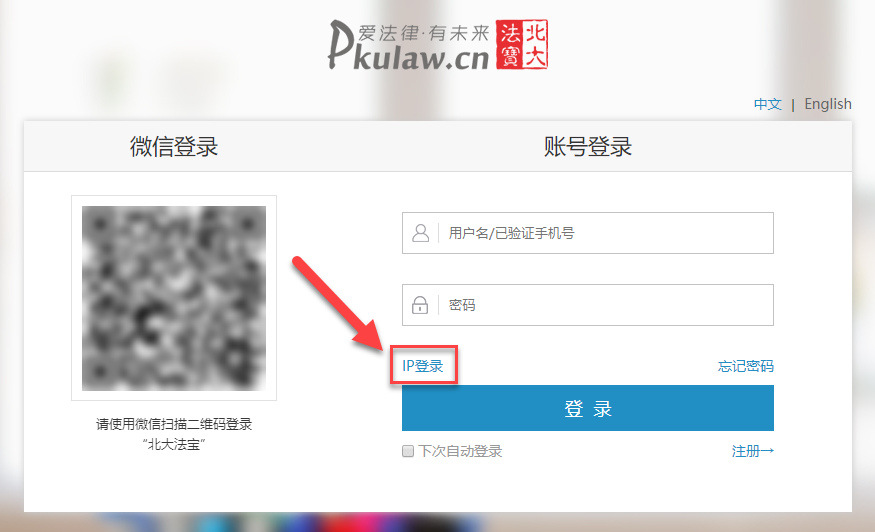 爱法律·有未来
Pkulaw.cn
北大
法寶
中文 | English
微信登录
账号登录
用户名/已验证手机号
密码
IP登录
忘记密码
登 录
下次自动登录
注册→
请使用微信扫描二维码登录
“北大法宝”